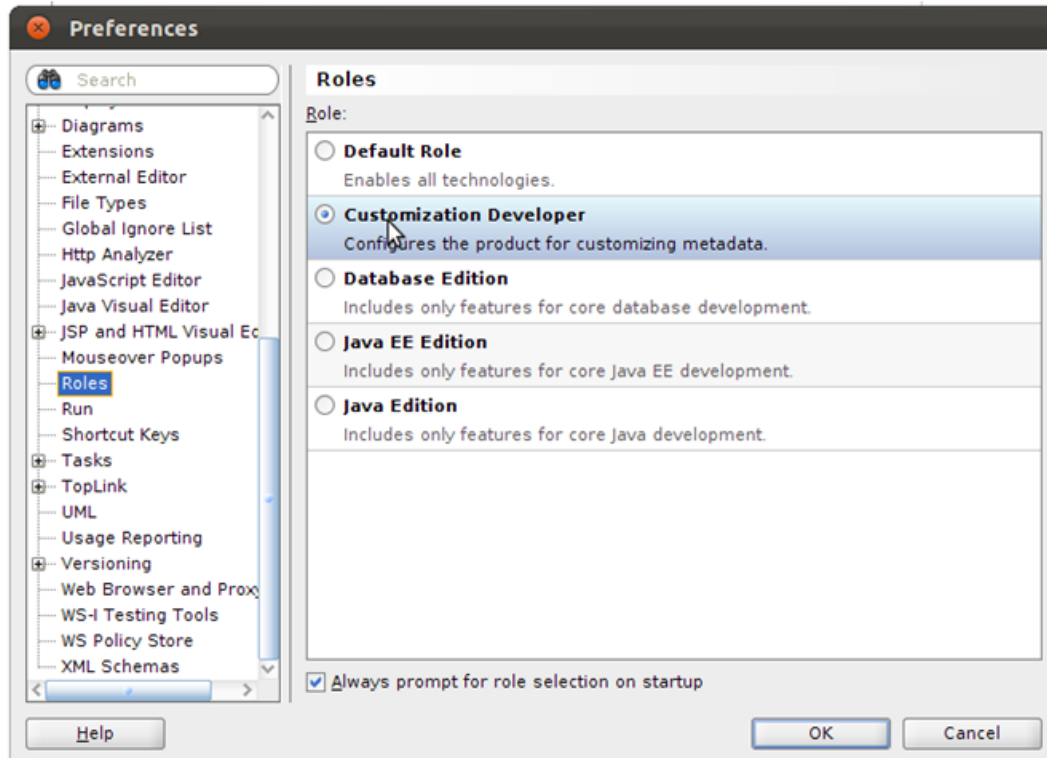 Preferences
Search
Diagrams
Extensions
External Editor
File Types
Global Ignore List
Http Analyzer
JavaScript Editor
Java Visual Editor
JSP and HTML Visual Ed
Mouseover Popups
Roles
Run
Shortcut Keys
Tasks
TopLink
UML
Usage Reporting
Versioning
Web Browser and Proxy
WS-I Testing Tools
WS Policy Store
XML Schemas
Help
Roles
Role:
Default Role
Enables all technologies.
Customization Developer
Configures the product for customizing metadata.
Database Edition
Includes only features for core database development.
Java EE Edition
Includes only features for core Java EE development.
Java Edition
Includes only features for core Java development.
Always prompt for role selection on startup
OK
Cancel